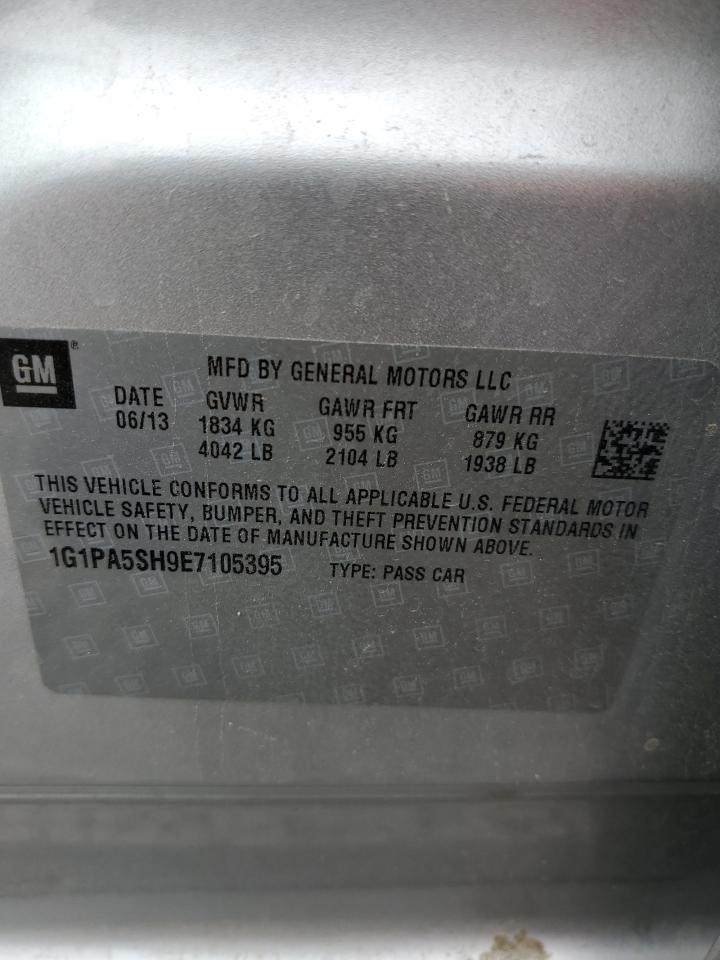 GM®
MFD BY GENERAL MOTORS LLC
DATE GVWR GAWR FRT GAWR RR
06/13 1834 KG 955 KG 879 KG
4042 LB 2104 LB 1938 LB
THIS VEHICLE CONFORMS TO ALL APPLICABLE U.S. FEDERAL MOTOR
VEHICLE SAFETY, BUMPER, AND THEFT PREVENTION STANDARDS IN
EFFECT ON THE DATE OF MANUFACTURE SHOWN ABOVE.
1G1PA5SH9E7105395 TYPE: PASS CAR